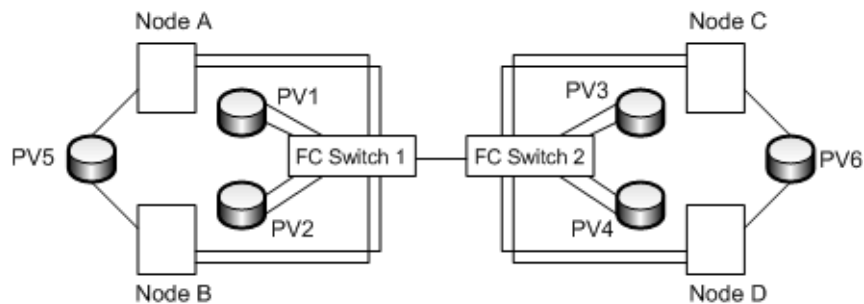 Node A
Node C
PV1
PV3
PV5
FC Switch 1
FC Switch 2
PV6
PV2
PV4
Node B
Node D